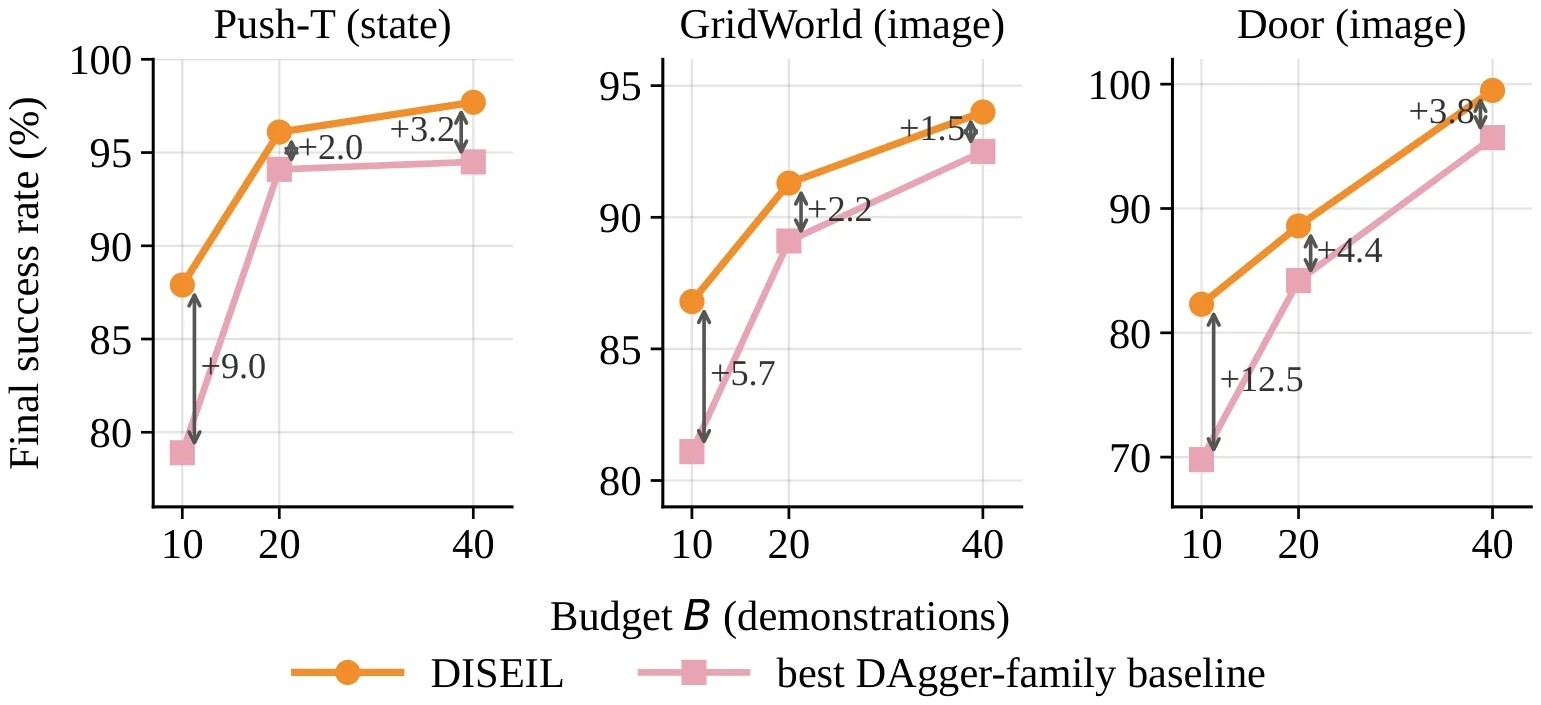 Push-T (state)
GridWorld (image)
Door (image)
Final success rate (%)
100
95
90
85
80
+9.0
+2.0
+3.2
10 20 40
95
90
85
80
+5.7
+2.2
+1.5
10 20 40
100
90
80
70
+12.5
+4.4
+3.8
10 20 40
Budget B (demonstrations)
DISEIL
best DAgger-family baseline